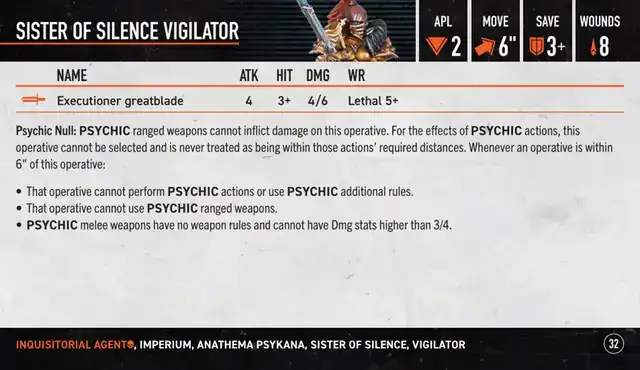 SISTER OF SILENCE VIGILATOR
APL MOVE SAVE WOUNDS
2 6" 3+ 8
NAME ATK HIT DMG WR
Executioner greatblade 4 3+ 4/6 Lethal 5+
Psychic Null: PSYCHIC ranged weapons cannot inflict damage on this operative. For the effects of PSYCHIC actions, this
operative cannot be selected and is never treated as being within those actions' required distances. Whenever an operative is within
6" of this operative:
• That operative cannot perform PSYCHIC actions or use PSYCHIC additional rules.
• That operative cannot use PSYCHIC ranged weapons.
• PSYCHIC melee weapons have no weapon rules and cannot have Dmg stats higher than 3/4.
INQUISITORIAL AGENT, IMPERIUM, ANATHEMA PSYKANA, SISTER OF SILENCE, VIGILATOR
32